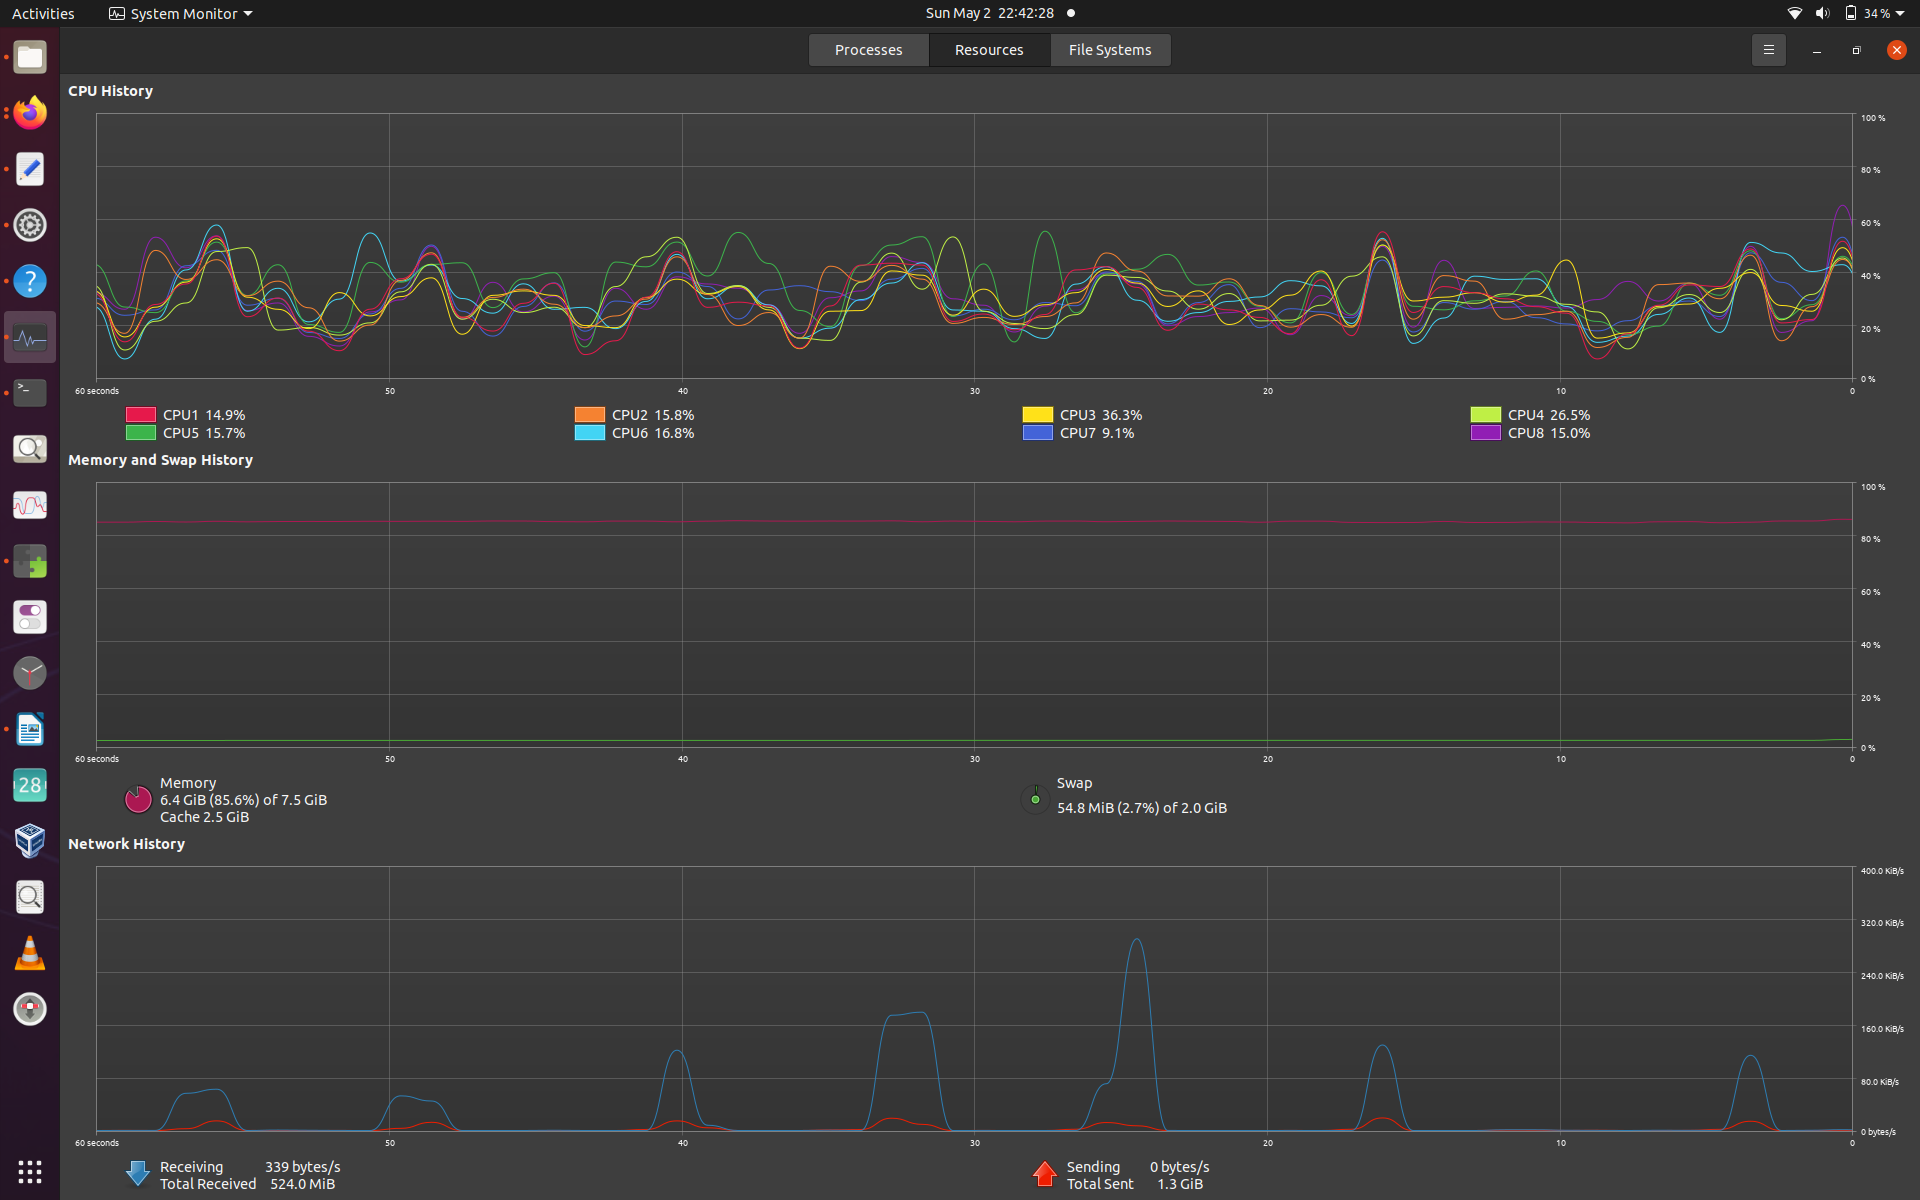 Activities System Monitor Sun May 2 22:42:28 34 %
Processes Resources File Systems
CPU History
100 %
80 %
60 %
40 %
20 %
0 %
60 seconds 50 40 30 20 10 0
CPU1 14.9% CPU2 15.8% CPU3 36.3% CPU4 26.5%
CPU5 15.7% CPU6 16.8% CPU7 9.1% CPU8 15.0%
Memory and Swap History
100 %
80 %
60 %
40 %
20 %
0 %
60 seconds 50 40 30 20 10 0
Memory
6.4 GiB (85.6%) of 7.5 GiB
Cache 2.5 GiB
Swap
54.8 MiB (2.7%) of 2.0 GiB
Network History
400.0 KiB/s
320.0 KiB/s
240.0 KiB/s
160.0 KiB/s
80.0 KiB/s
0 bytes/s
60 seconds 50 40 30 20 10 0
Receiving 339 bytes/s Sending 0 bytes/s
Total Received 524.0 MiB Total Sent 1.3 GiB
?
>_
28